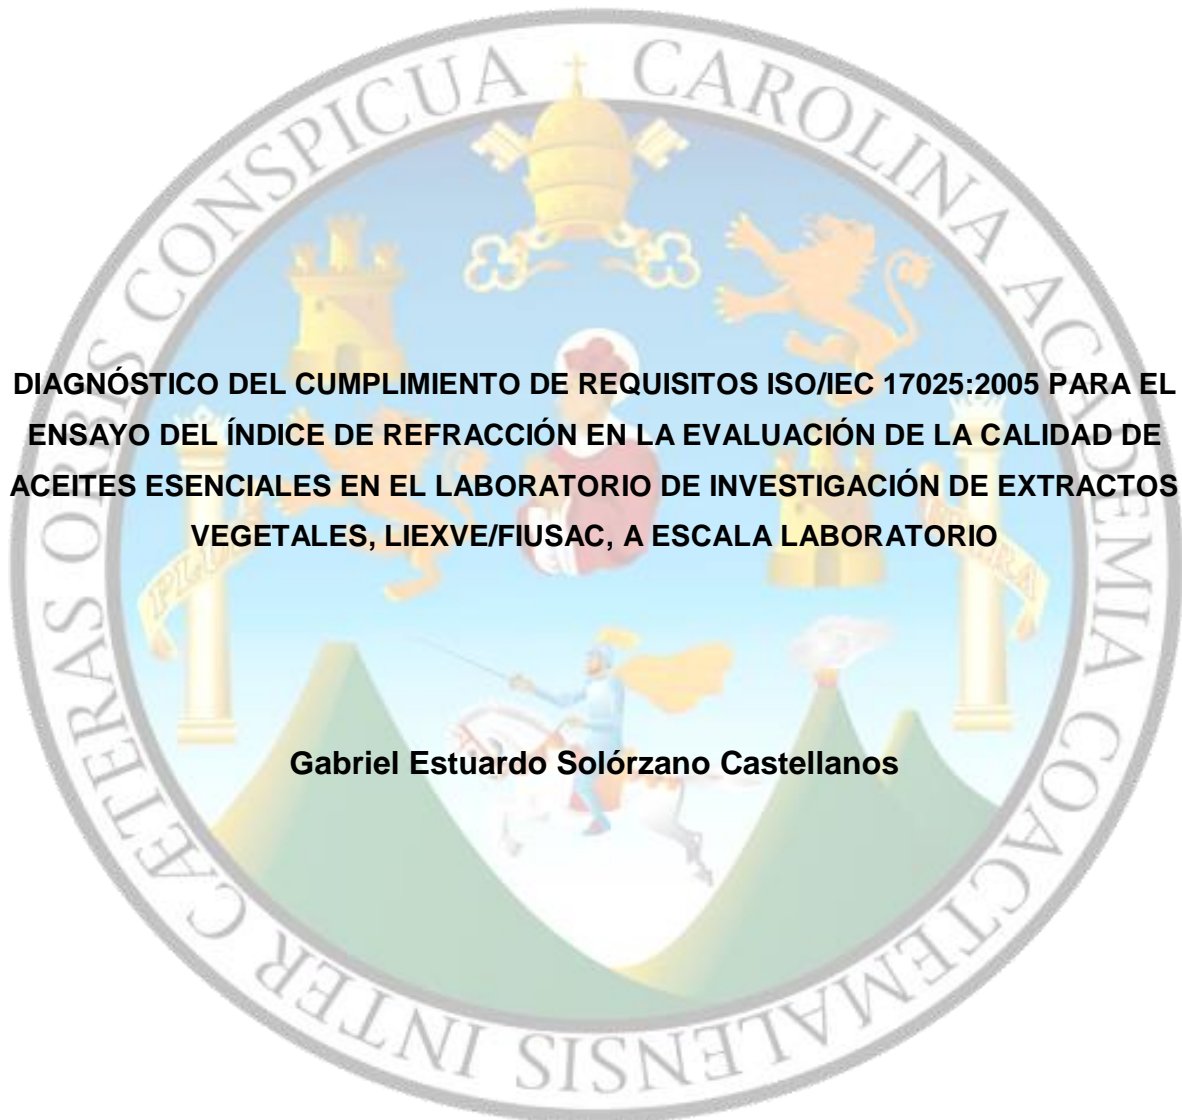 CAROLINA ACADEMIA COACTEMALENSIS INTER CÆTERAS ORBIS CONSPICUA
DIAGNÓSTICO DEL CUMPLIMIENTO DE REQUISITOS ISO/IEC 17025:2005 PARA EL
ENSAYO DEL ÍNDICE DE REFRACCIÓN EN LA EVALUACIÓN DE LA CALIDAD DE
ACEITES ESENCIALES EN EL LABORATORIO DE INVESTIGACIÓN DE EXTRACTOS
VEGETALES, LIEXVE/FIUSAC, A ESCALA LABORATORIO
Gabriel Estuardo Solórzano Castellanos